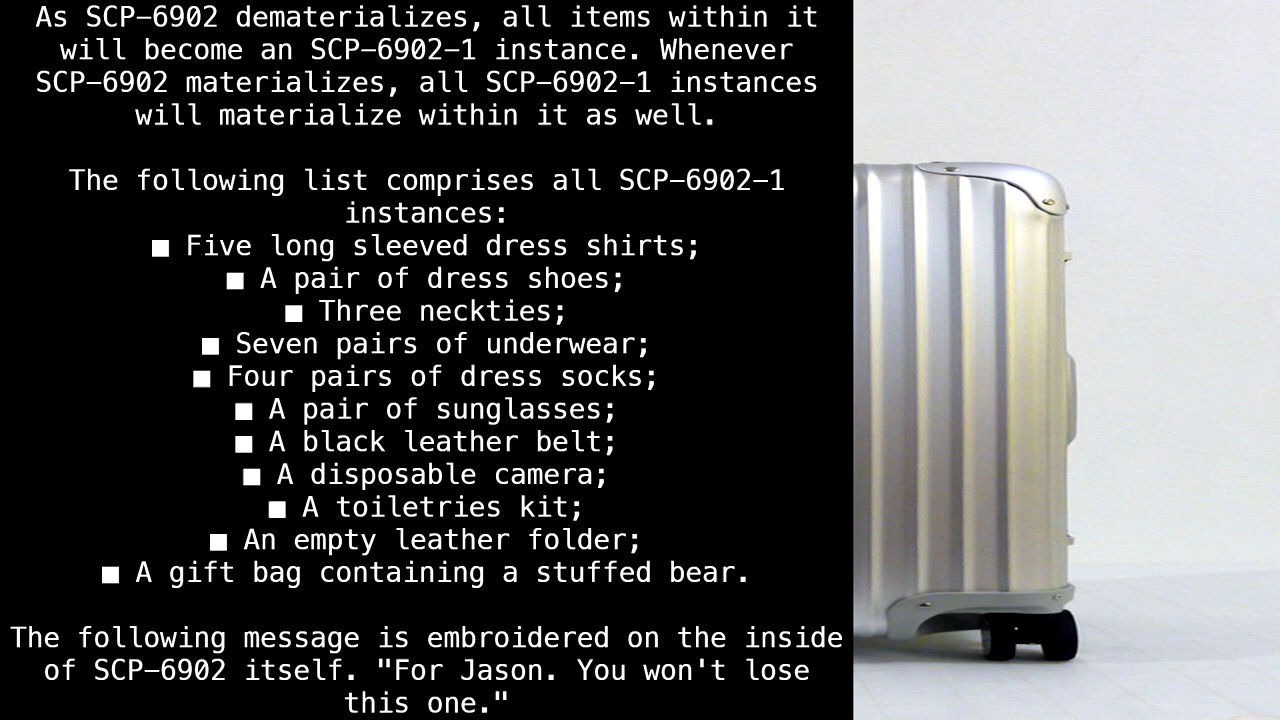 As SCP-6902 dematerializes, all items within it
will become an SCP-6902-1 instance. Whenever
SCP-6902 materializes, all SCP-6902-1 instances
will materialize within it as well.
The following list comprises all SCP-6902-1
instances:
■ Five long sleeved dress shirts;
■ A pair of dress shoes;
■ Three neckties;
■ Seven pairs of underwear;
■ Four pairs of dress socks;
■ A pair of sunglasses;
■ A black leather belt;
■ A disposable camera;
■ A toiletries kit;
■ An empty leather folder;
■ A gift bag containing a stuffed bear.
The following message is embroidered on the inside
of SCP-6902 itself. "For Jason. You won't lose
this one."